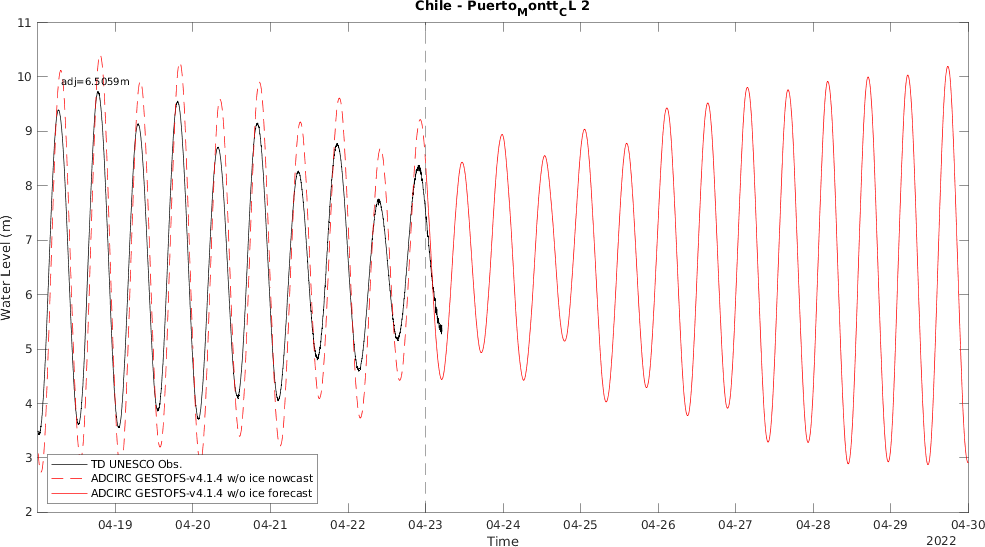 Chile - Puerto_Montt_CL 2
adj=6.5059m
Water Level (m)
11
10
9
8
7
6
5
4
3
2
TD UNESCO Obs.
ADCIRC GESTOFS-v4.1.4 w/o ice nowcast
ADCIRC GESTOFS-v4.1.4 w/o ice forecast
04-19 04-20 04-21 04-22 04-23 04-24 04-25 04-26 04-27 04-28 04-29 04-30
Time
2022